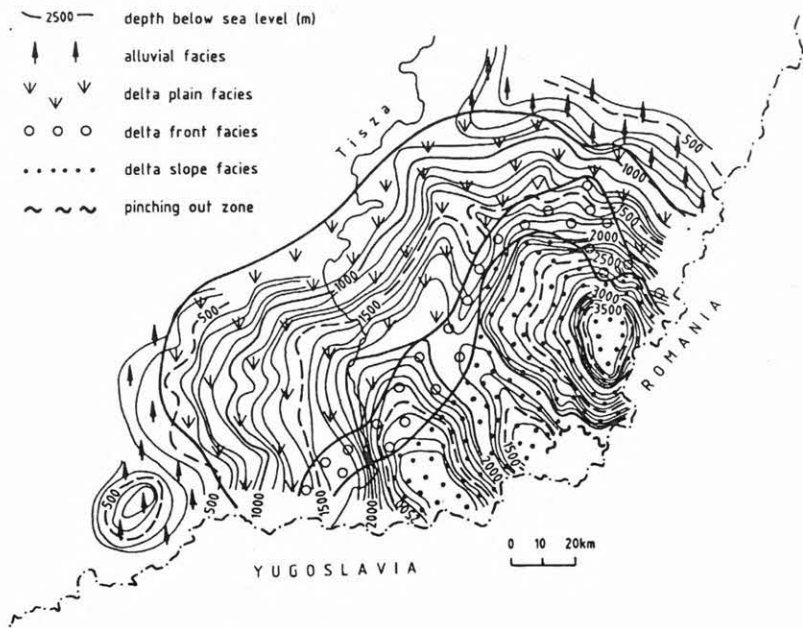 2500 depth below sea level (m)
alluvial facies
delta plain facies
delta front facies
delta slope facies
pinching out zone
Tisza
500
1000
500
2000
2500
3000
3500
1000
1500
500
500
ROMANIA
500
1000
1500
2000
1500
2000
0 10 20km
YUGOSLAVIA